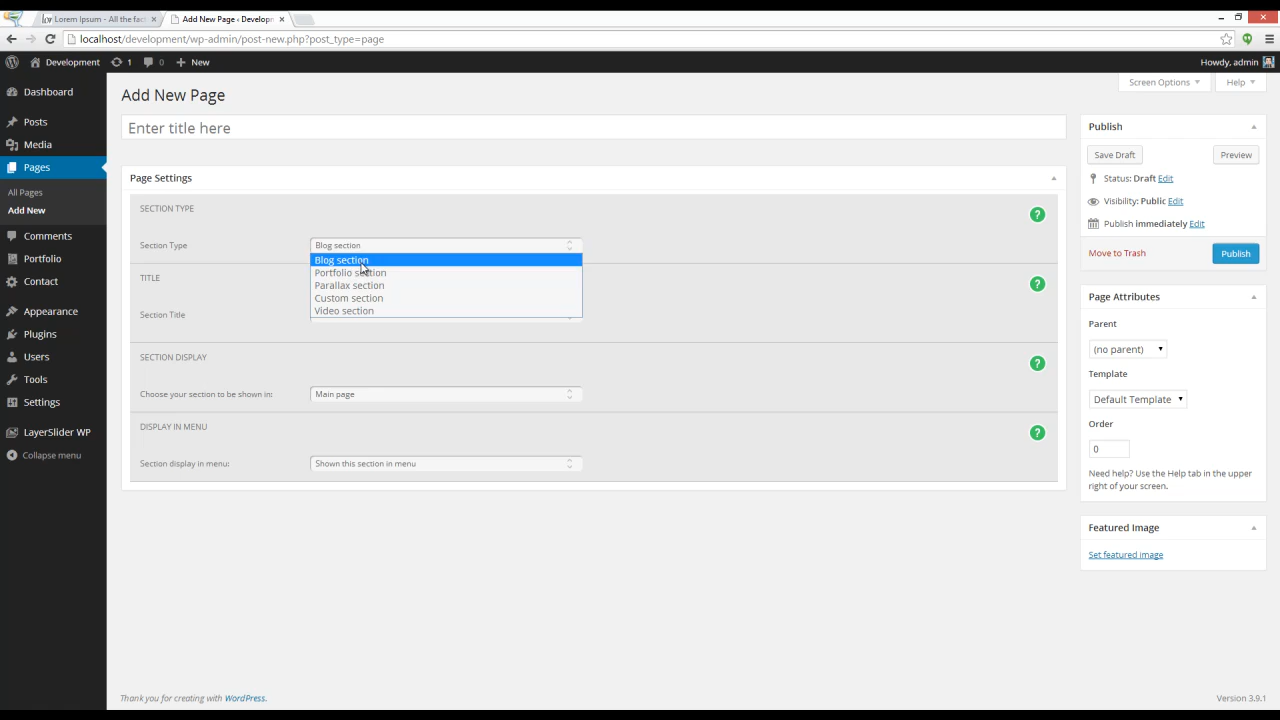 Lorem Ipsum - All the fac
Add New Page ‹ Developm
localhost/development/wp-admin/post-new.php?post_type=page
Development
1
0
New
Howdy, admin
Dashboard
Posts
Media
Pages
All Pages
Add New
Comments
Portfolio
Contact
Appearance
Plugins
Users
Tools
Settings
LayerSlider WP
Collapse menu
Screen Options
Help
Add New Page
Enter title here
Page Settings
SECTION TYPE
?
Section Type
Blog section
Blog section
Portfolio section
Parallax section
Custom section
Video section
TITLE
?
Section Title
SECTION DISPLAY
?
Choose your section to be shown in:
Main page
DISPLAY IN MENU
?
Section display in menu:
Shown this section in menu
Publish
Save Draft
Preview
Status: Draft Edit
Visibility: Public Edit
Publish immediately Edit
Move to Trash
Publish
Page Attributes
Parent
(no parent)
Template
Default Template
Order
0
Need help? Use the Help tab in the upper
right of your screen.
Featured Image
Set featured image
Thank you for creating with WordPress.
Version 3.9.1